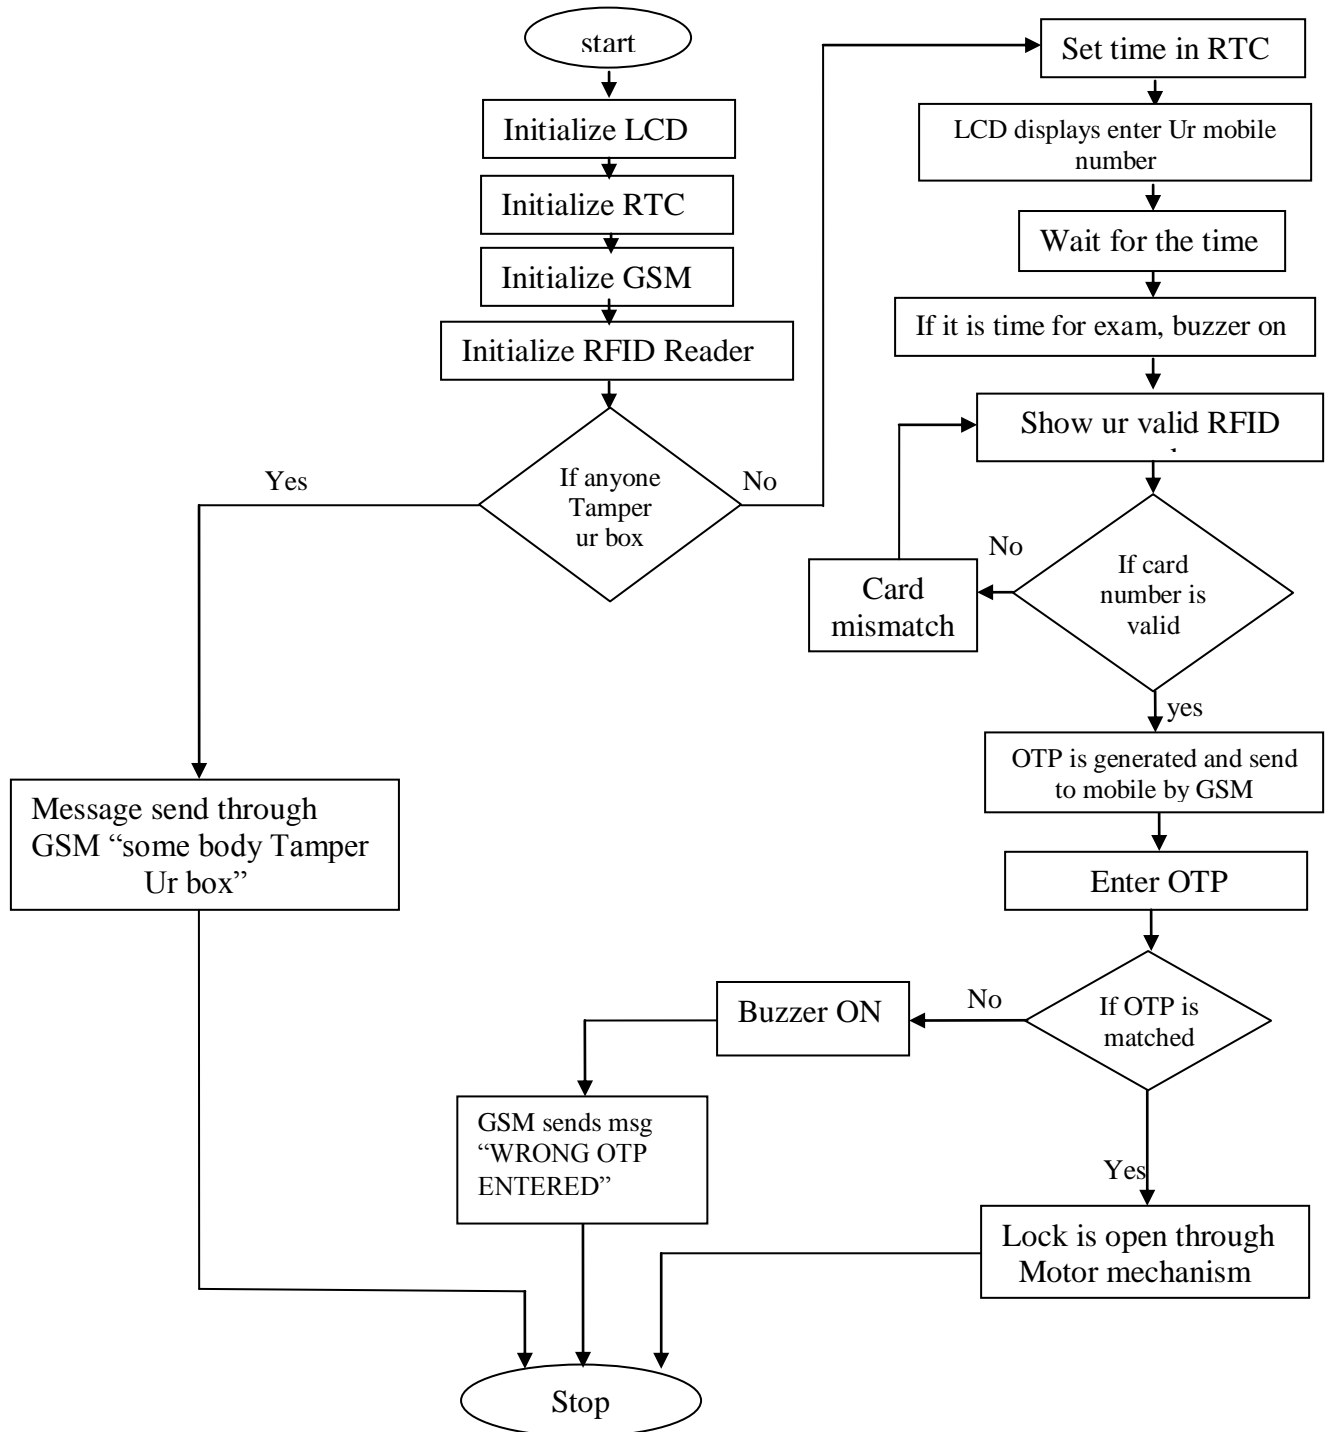 start
Initialize LCD
Initialize RTC
Initialize GSM
Initialize RFID Reader
If anyone
Tamper
ur box
Yes
No
Message send through
GSM “some body Tamper
Ur box”
Set time in RTC
LCD displays enter Ur mobile
number
Wait for the time
If it is time for exam, buzzer on
Show ur valid RFID
If card
number is
valid
No
Card
mismatch
yes
OTP is generated and send
to mobile by GSM
Enter OTP
If OTP is
matched
No
Buzzer ON
GSM sends msg
“WRONG OTP
ENTERED”
Yes
Lock is open through
Motor mechanism
Stop